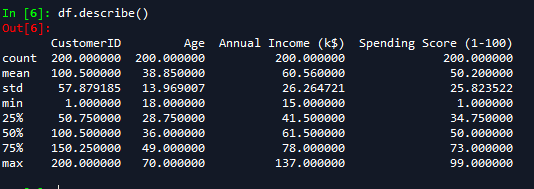 In [6]: df.describe()
Out[6]:
CustomerID Age Annual Income (k$) Spending Score (1-100)
count 200.000000 200.000000 200.000000 200.000000
mean 100.500000 38.850000 60.560000 50.200000
std 57.879185 13.969007 26.264721 25.823522
min 1.000000 18.000000 15.000000 1.000000
25% 50.750000 28.750000 41.500000 34.750000
50% 100.500000 36.000000 61.500000 50.000000
75% 150.250000 49.000000 78.000000 73.000000
max 200.000000 70.000000 137.000000 99.000000